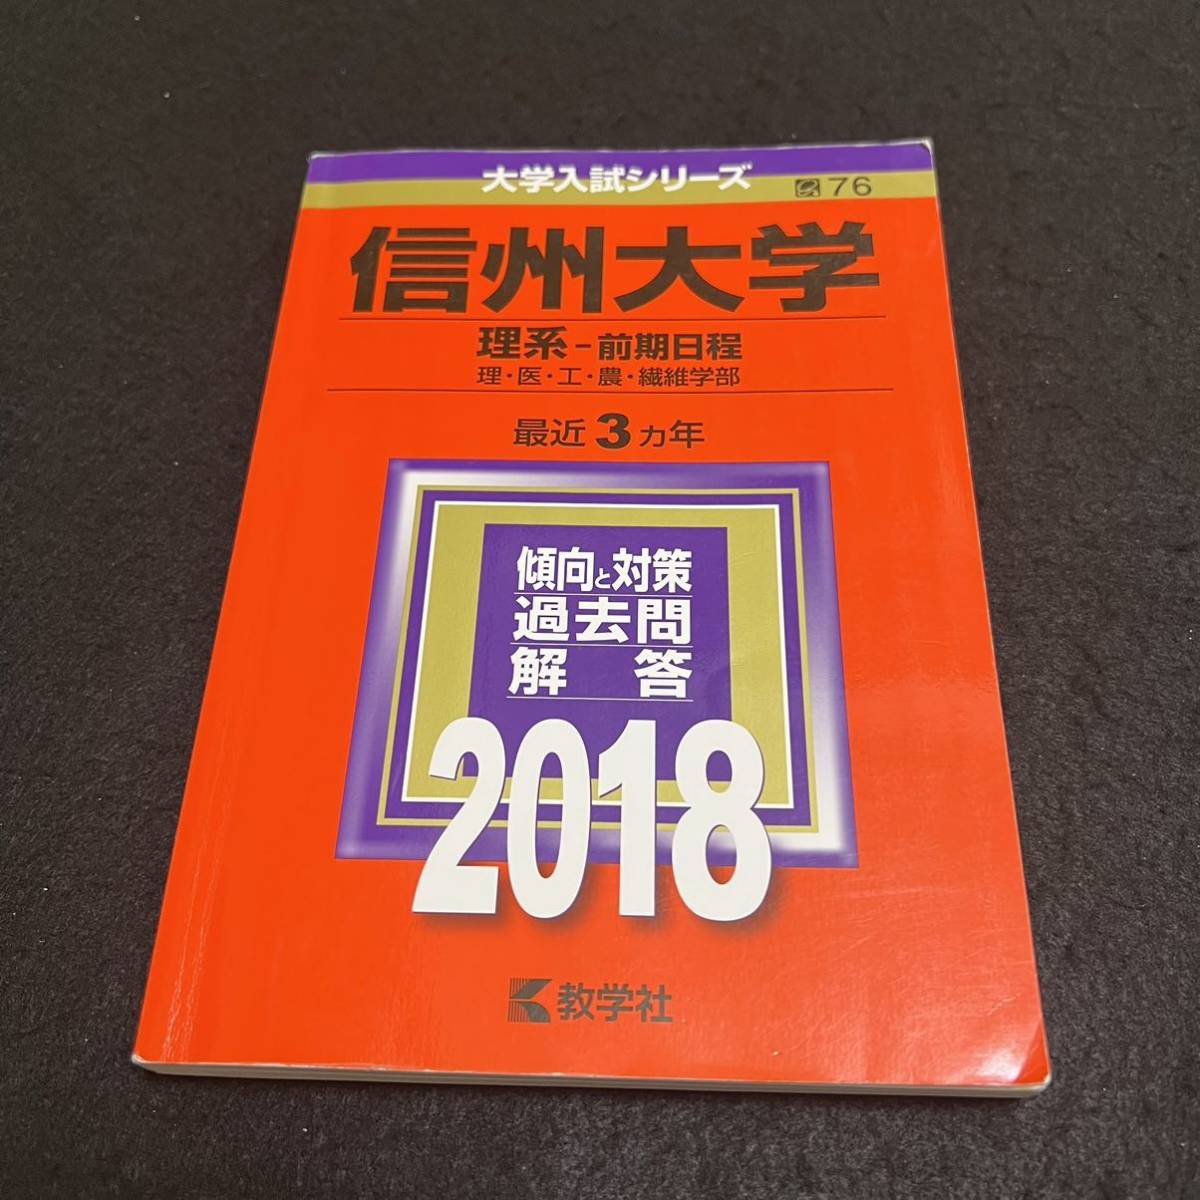 大学入試シリーズ
76
信州大学
理系-前期日程
理・医・工・農・繊維学部
最近3ヵ年
傾向と対策
過去問
解答
2018
教学社